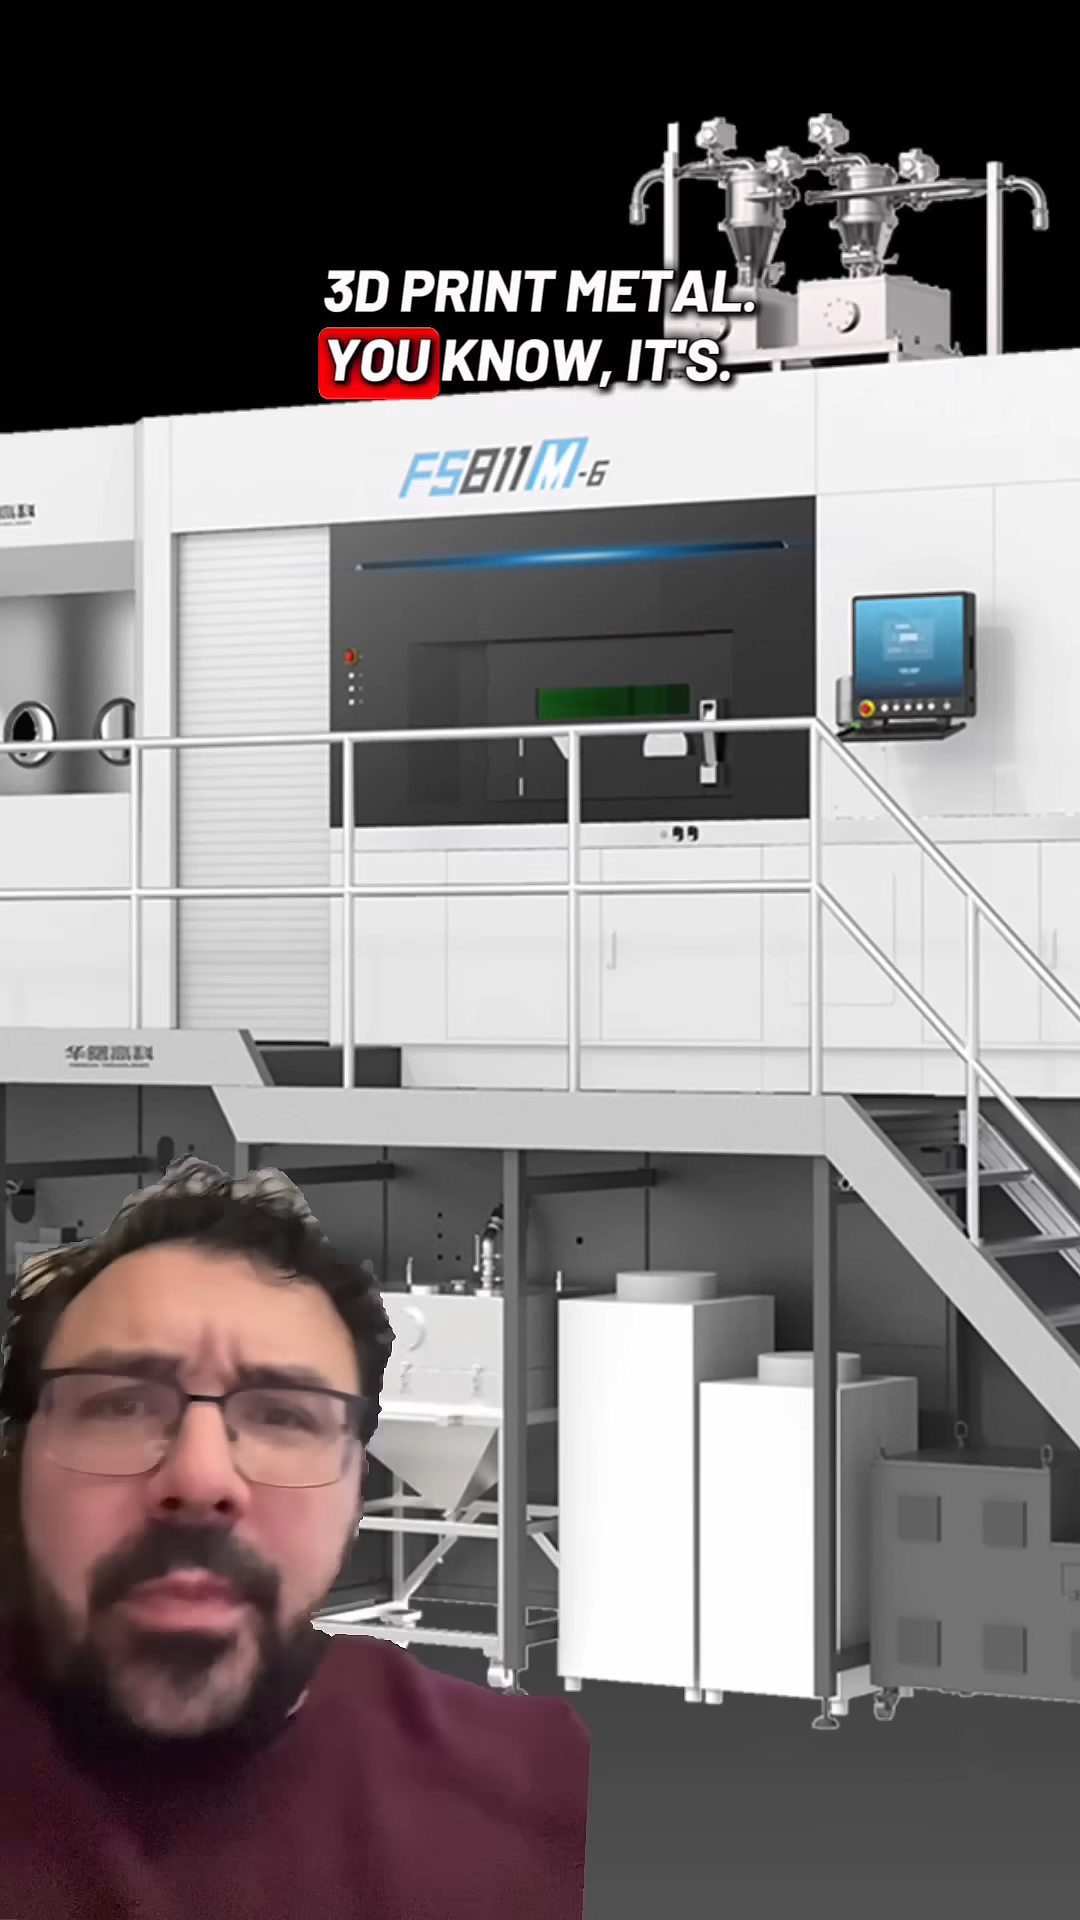 3D PRINT METAL.
YOU KNOW, IT'S.
FS811M-6
华曙高科